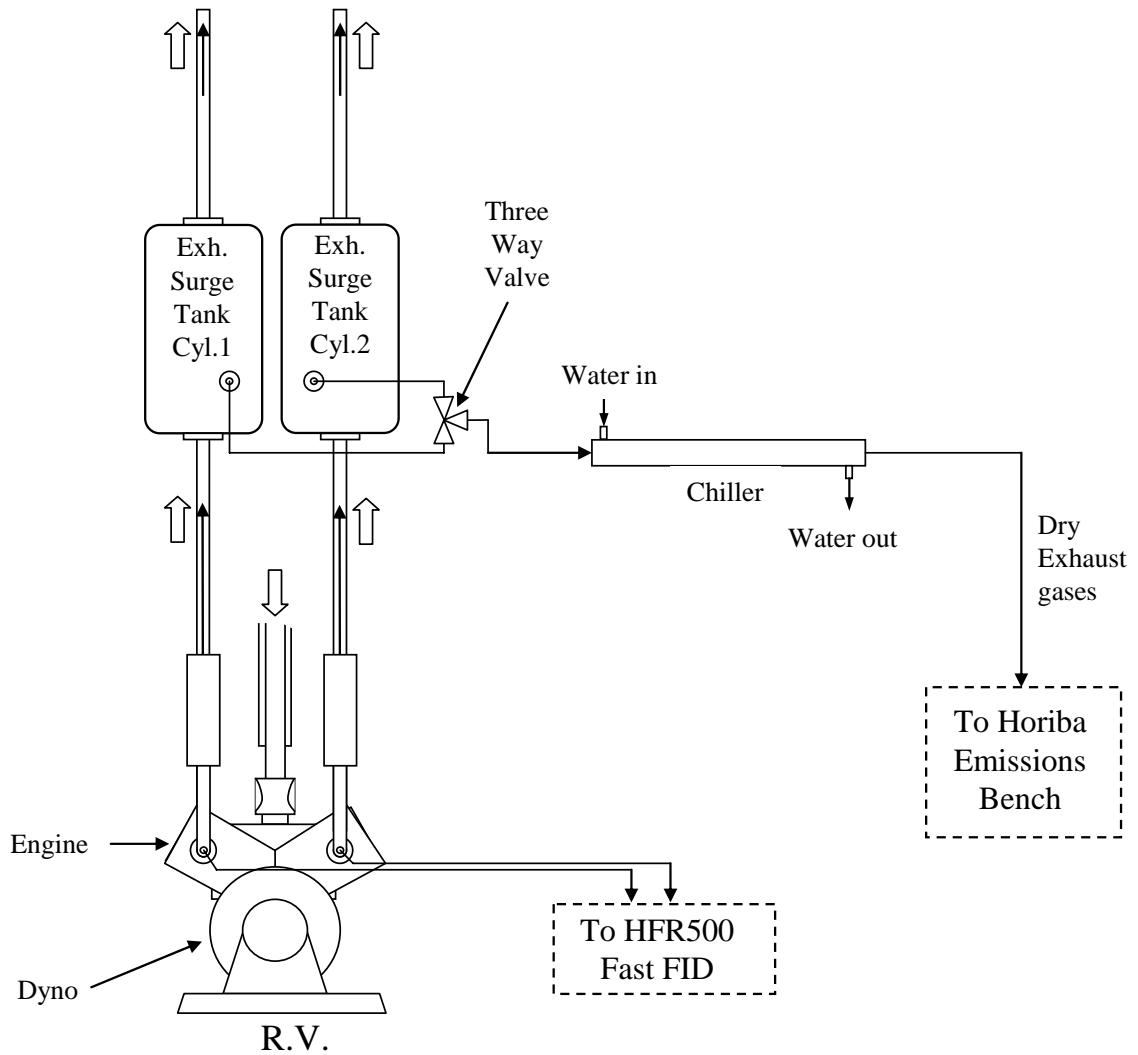 Exh.
Surge
Tank
Cyl.1
Exh.
Surge
Tank
Cyl.2
Three
Way
Valve
Water in
Chiller
Water out
Dry
Exhaust
gases
To Horiba
Emissions
Bench
Engine
To HFR500
Fast FID
Dyno
R.V.